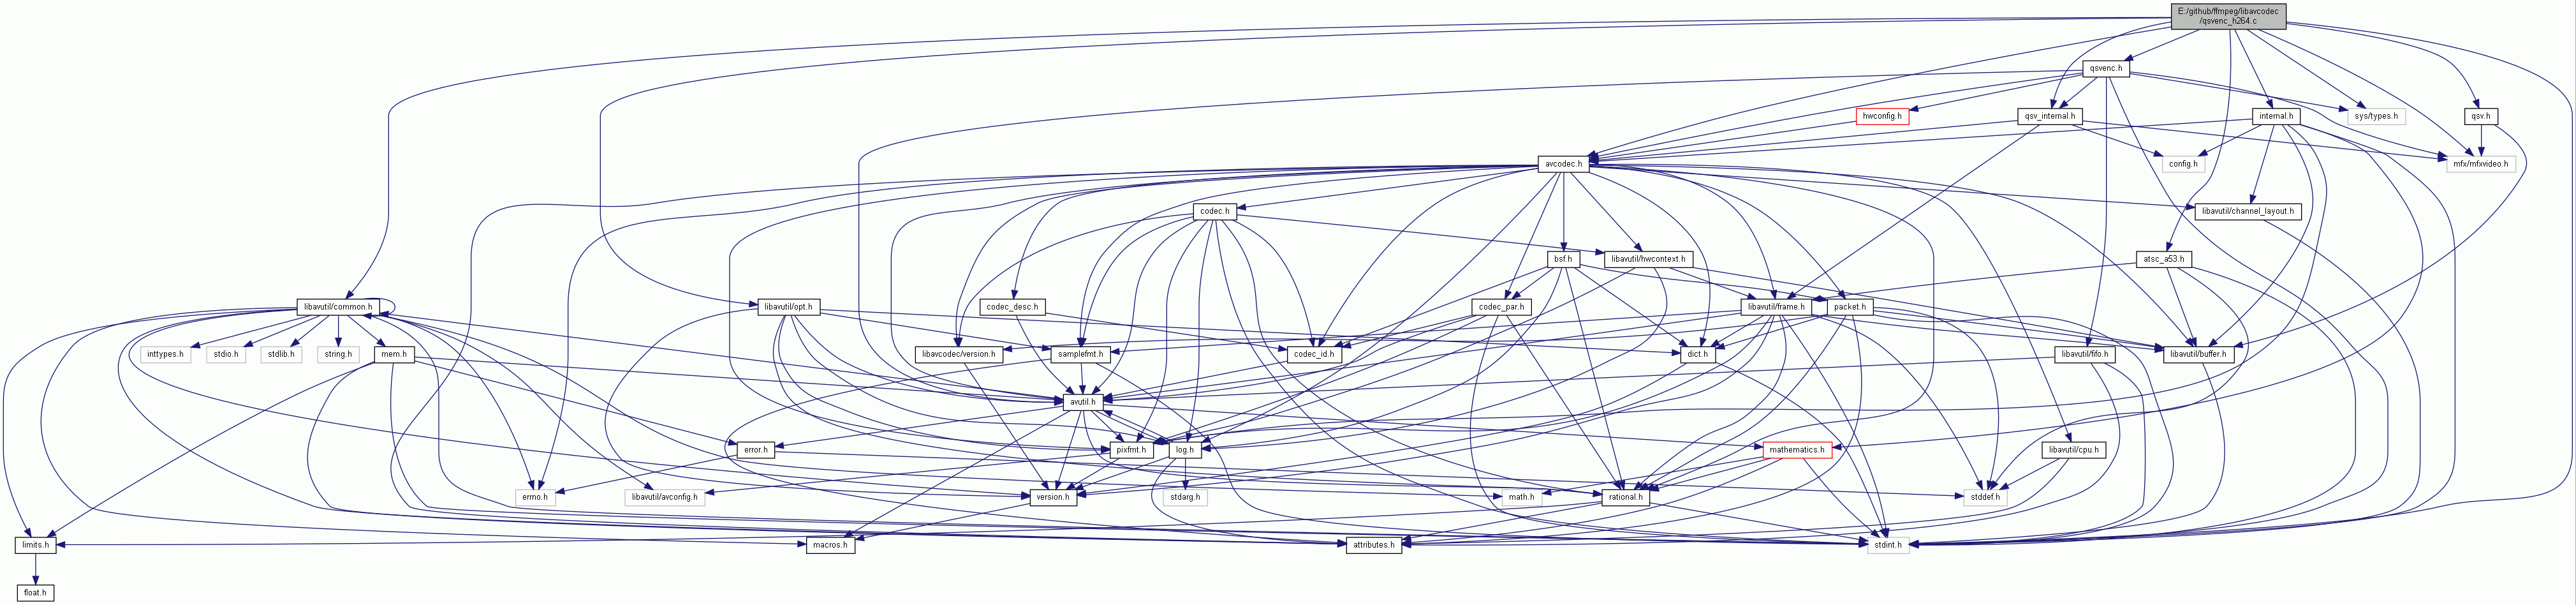 E:/github/ffmpeg/libavcodec
/qsvenc_h264.c
qsvenc.h
hwconfig.h
qsv_internal.h
internal.h
sys/types.h
qsv.h
avcodec.h
config.h
mfx/mfxvideo.h
codec.h
libavutil/channel_layout.h
bsf.h
libavutil/hwcontext.h
atsc_a53.h
libavutil/common.h
libavutil/opt.h
codec_desc.h
codec_par.h
libavutil/frame.h
packet.h
inttypes.h
stdio.h
stdlib.h
string.h
mem.h
libavcodec/version.h
samplefmt.h
codec_id.h
dict.h
libavutil/fifo.h
libavutil/buffer.h
avutil.h
error.h
pixfmt.h
log.h
mathematics.h
libavutil/cpu.h
errno.h
libavutil/avconfig.h
math.h
version.h
stdarg.h
rational.h
stddef.h
limits.h
macros.h
attributes.h
stdint.h
float.h